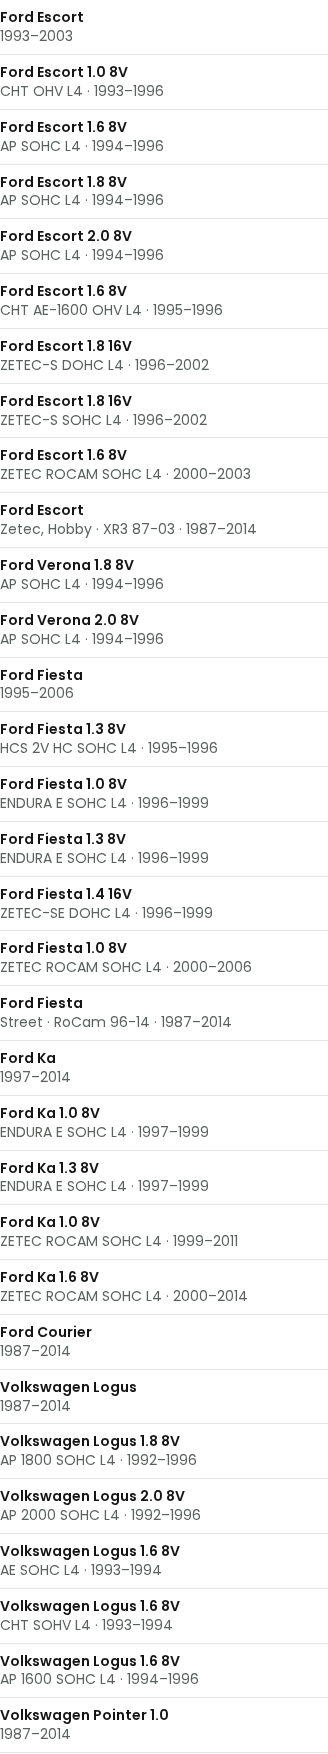 Ford Escort
1993–2003
Ford Escort 1.0 8V
CHT OHV L4 · 1993–1996
Ford Escort 1.6 8V
AP SOHC L4 · 1994–1996
Ford Escort 1.8 8V
AP SOHC L4 · 1994–1996
Ford Escort 2.0 8V
AP SOHC L4 · 1994–1996
Ford Escort 1.6 8V
CHT AE-1600 OHV L4 · 1995–1996
Ford Escort 1.8 16V
ZETEC-S DOHC L4 · 1996–2002
Ford Escort 1.8 16V
ZETEC-S SOHC L4 · 1996–2002
Ford Escort 1.6 8V
ZETEC ROCAM SOHC L4 · 2000–2003
Ford Escort
Zetec, Hobby · XR3 87-03 · 1987–2014
Ford Verona 1.8 8V
AP SOHC L4 · 1994–1996
Ford Verona 2.0 8V
AP SOHC L4 · 1994–1996
Ford Fiesta
1995–2006
Ford Fiesta 1.3 8V
HCS 2V HC SOHC L4 · 1995–1996
Ford Fiesta 1.0 8V
ENDURA E SOHC L4 · 1996–1999
Ford Fiesta 1.3 8V
ENDURA E SOHC L4 · 1996–1999
Ford Fiesta 1.4 16V
ZETEC-SE DOHC L4 · 1996–1999
Ford Fiesta 1.0 8V
ZETEC ROCAM SOHC L4 · 2000–2006
Ford Fiesta
Street · RoCam 96-14 · 1987–2014
Ford Ka
1997–2014
Ford Ka 1.0 8V
ENDURA E SOHC L4 · 1997–1999
Ford Ka 1.3 8V
ENDURA E SOHC L4 · 1997–1999
Ford Ka 1.0 8V
ZETEC ROCAM SOHC L4 · 1999–2011
Ford Ka 1.6 8V
ZETEC ROCAM SOHC L4 · 2000–2014
Ford Courier
1987–2014
Volkswagen Logus
1987–2014
Volkswagen Logus 1.8 8V
AP 1800 SOHC L4 · 1992–1996
Volkswagen Logus 2.0 8V
AP 2000 SOHC L4 · 1992–1996
Volkswagen Logus 1.6 8V
AE SOHC L4 · 1993–1994
Volkswagen Logus 1.6 8V
CHT SOHV L4 · 1993–1994
Volkswagen Logus 1.6 8V
AP 1600 SOHC L4 · 1994–1996
Volkswagen Pointer 1.0
1987–2014